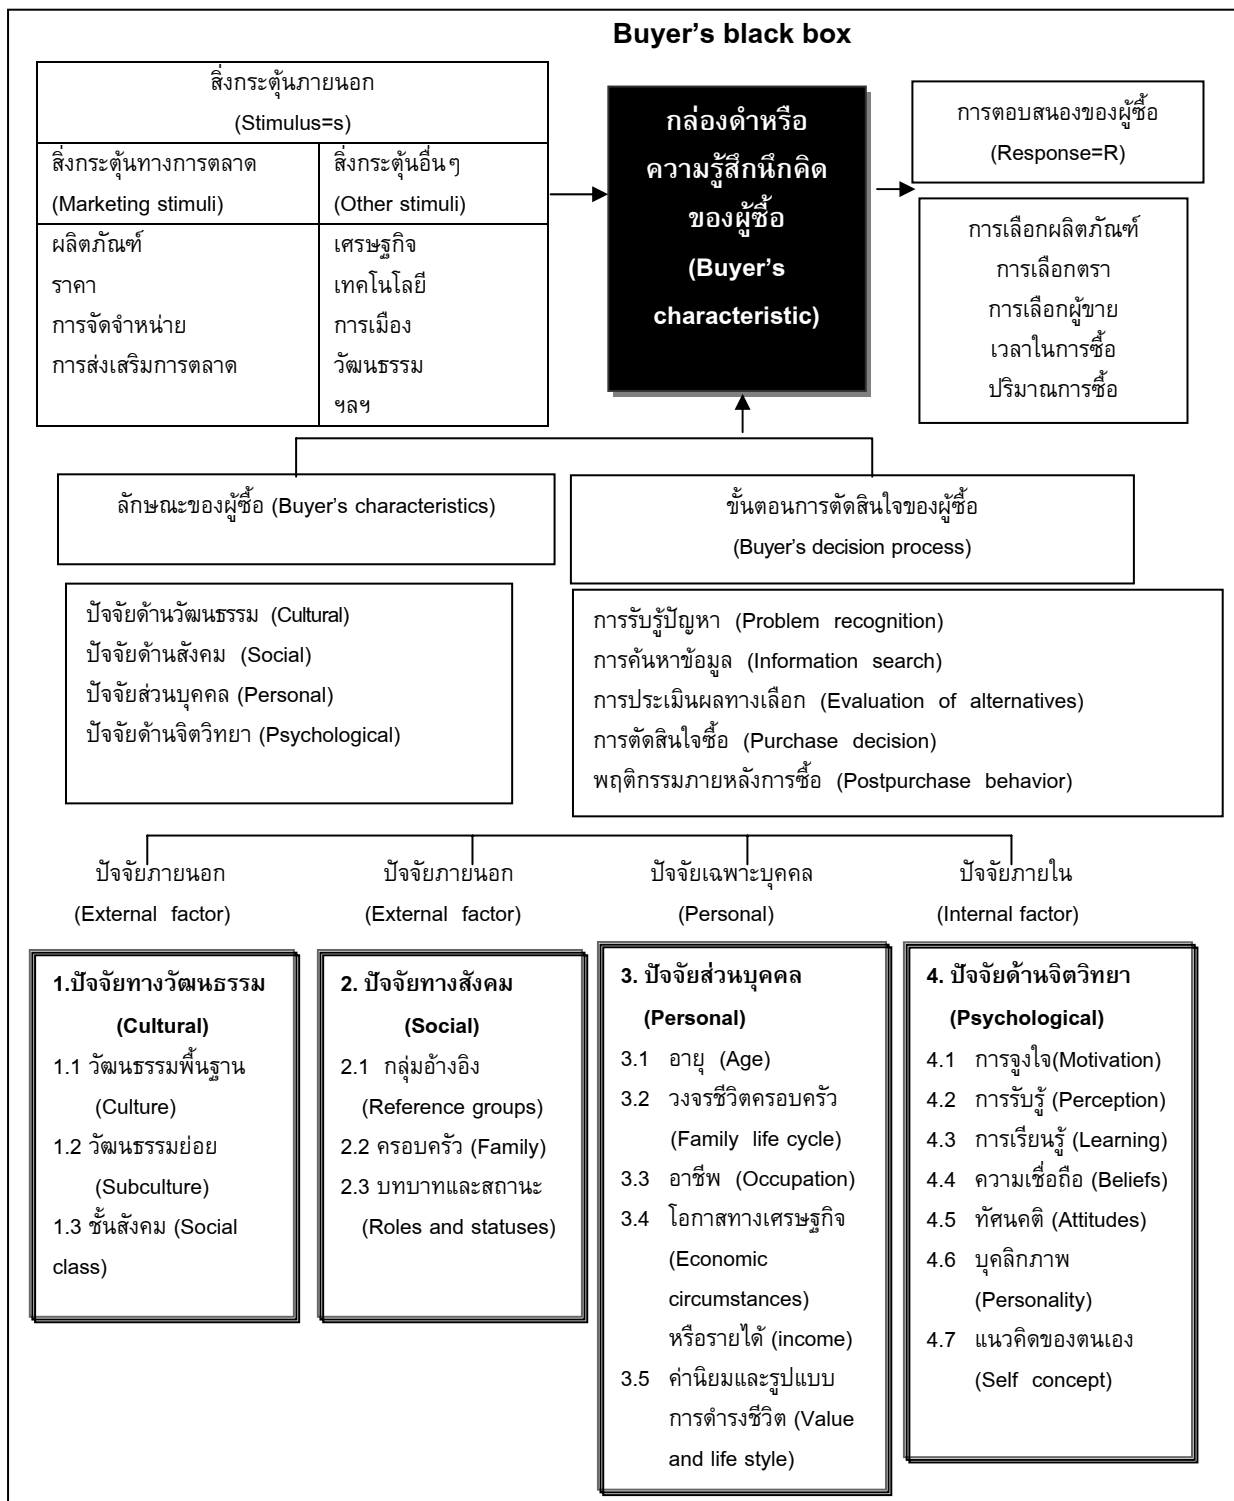 Buyer's black box
สิ่งกระตุ้นภายนอก
(Stimulus=s)
สิ่งกระตุ้นทางการตลาด
(Marketing stimuli)
สิ่งกระตุ้นอื่นๆ
(Other stimuli)
ผลิตภัณฑ์
ราคา
การจัดจำหน่าย
การส่งเสริมการตลาด
เศรษฐกิจ
เทคโนโลยี
การเมือง
วัฒนธรรม
ฯลฯ
กล่องดำหรือ
ความรู้สึกนึกคิด
ของผู้ซื้อ
(Buyer's
characteristic)
การตอบสนองของผู้ซื้อ
(Response=R)
การเลือกผลิตภัณฑ์
การเลือกตรา
การเลือกผู้ขาย
เวลาในการซื้อ
ปริมาณการซื้อ
ลักษณะของผู้ซื้อ (Buyer's characteristics)
ขั้นตอนการตัดสินใจของผู้ซื้อ
(Buyer's decision process)
ปัจจัยด้านวัฒนธรรม (Cultural)
ปัจจัยด้านสังคม (Social)
ปัจจัยส่วนบุคคล (Personal)
ปัจจัยด้านจิตวิทยา (Psychological)
การรับรู้ปัญหา (Problem recognition)
การค้นหาข้อมูล (Information search)
การประเมินผลทางเลือก (Evaluation of alternatives)
การตัดสินใจซื้อ (Purchase decision)
พฤติกรรมภายหลังการซื้อ (Postpurchase behavior)
ปัจจัยภายนอก
(External factor)
ปัจจัยภายนอก
(External factor)
ปัจจัยเฉพาะบุคคล
(Personal)
ปัจจัยภายใน
(Internal factor)
1.ปัจจัยทางวัฒนธรรม
(Cultural)
1.1 วัฒนธรรมพื้นฐาน
(Culture)
1.2 วัฒนธรรมย่อย
(Subculture)
1.3 ชั้นสังคม (Social
class)
2. ปัจจัยทางสังคม
(Social)
2.1 กลุ่มอ้างอิง
(Reference groups)
2.2 ครอบครัว (Family)
2.3 บทบาทและสถานะ
(Roles and statuses)
3. ปัจจัยส่วนบุคคล
(Personal)
3.1 อายุ (Age)
3.2 วงจรชีวิตครอบครัว
(Family life cycle)
3.3 อาชีพ (Occupation)
3.4 โอกาสทางเศรษฐกิจ
(Economic
circumstances)
หรือรายได้ (income)
3.5 ค่านิยมและรูปแบบ
การดำรงชีวิต (Value
and life style)
4. ปัจจัยด้านจิตวิทยา
(Psychological)
4.1 การจูงใจ(Motivation)
4.2 การรับรู้ (Perception)
4.3 การเรียนรู้ (Learning)
4.4 ความเชื่อถือ (Beliefs)
4.5 ทัศนคติ (Attitudes)
4.6 บุคลิกภาพ
(Personality)
4.7 แนวคิดของตนเอง
(Self concept)